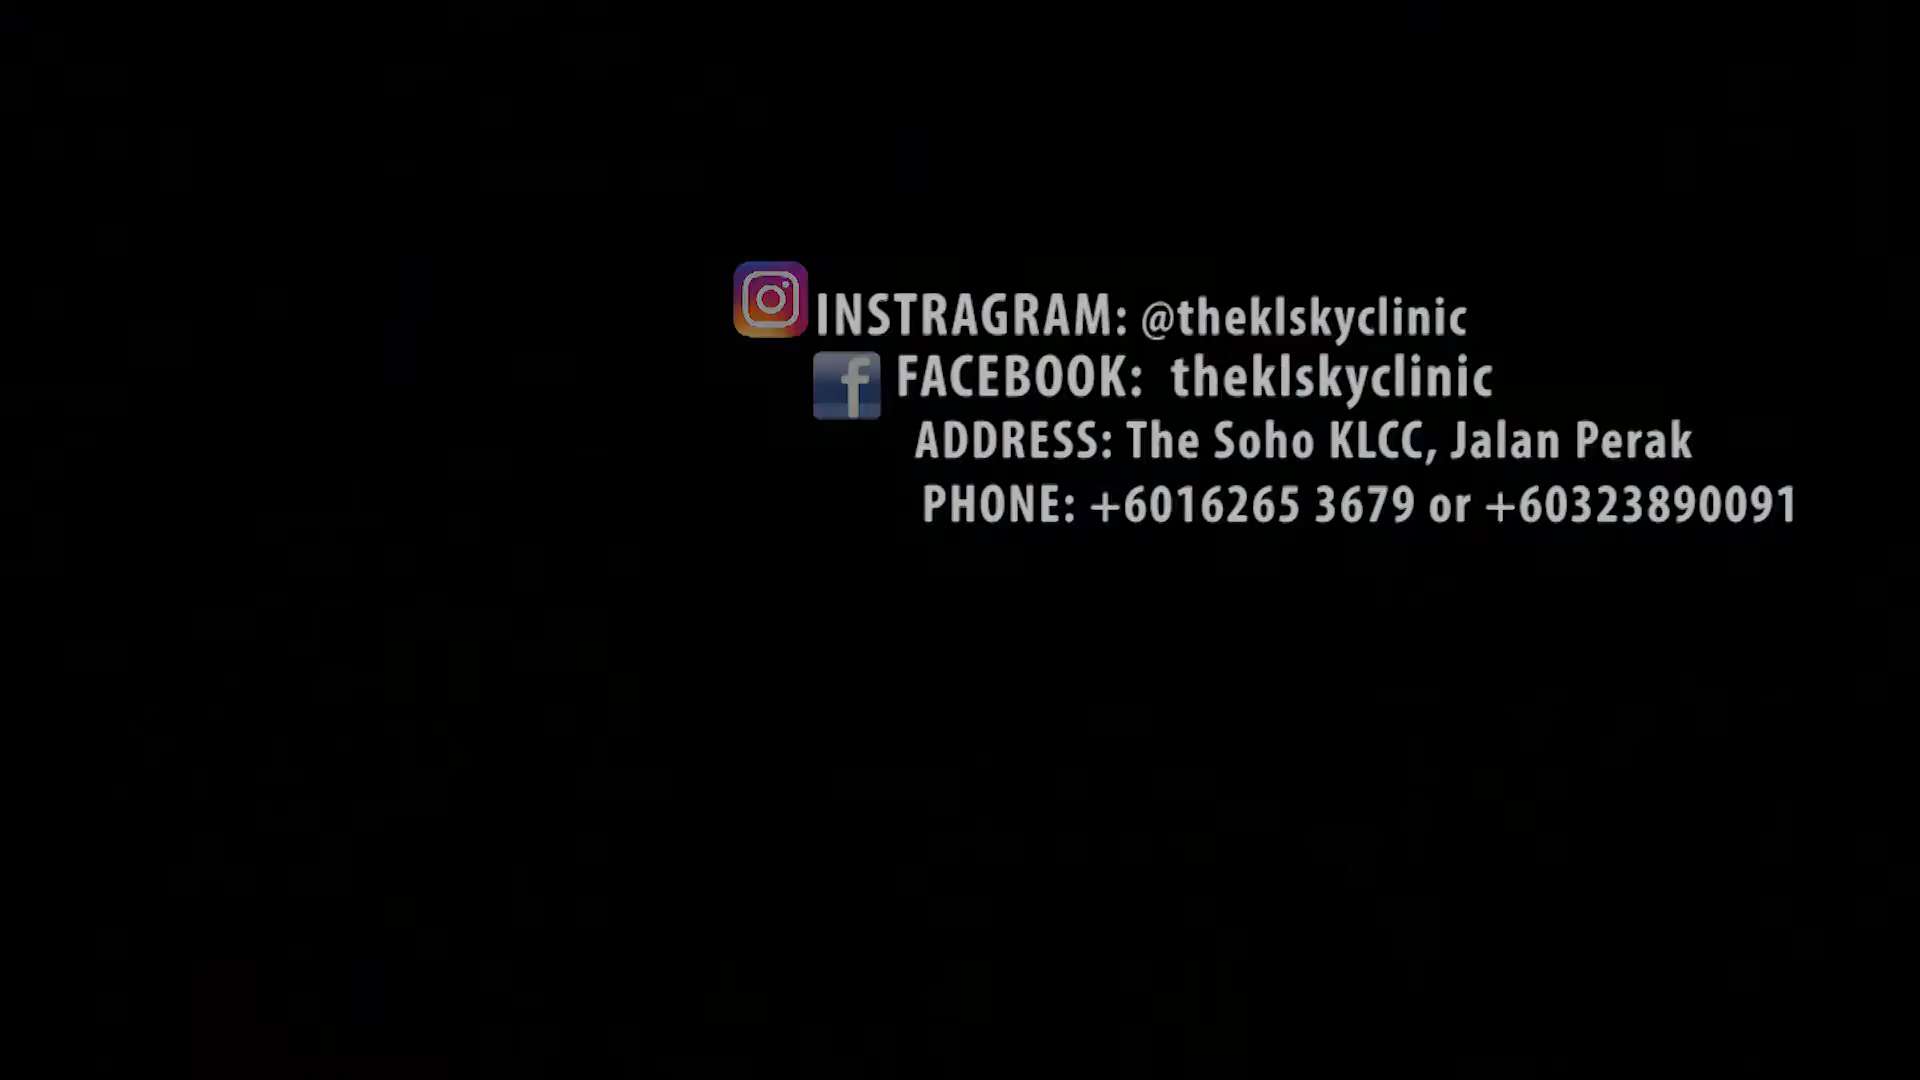 INSTRAGRAM: @theklskyclinic
FACEBOOK: theklskyclinic
ADDRESS: The Soho KLCC, Jalan Perak
PHONE: +6016265 3679 or +60323890091